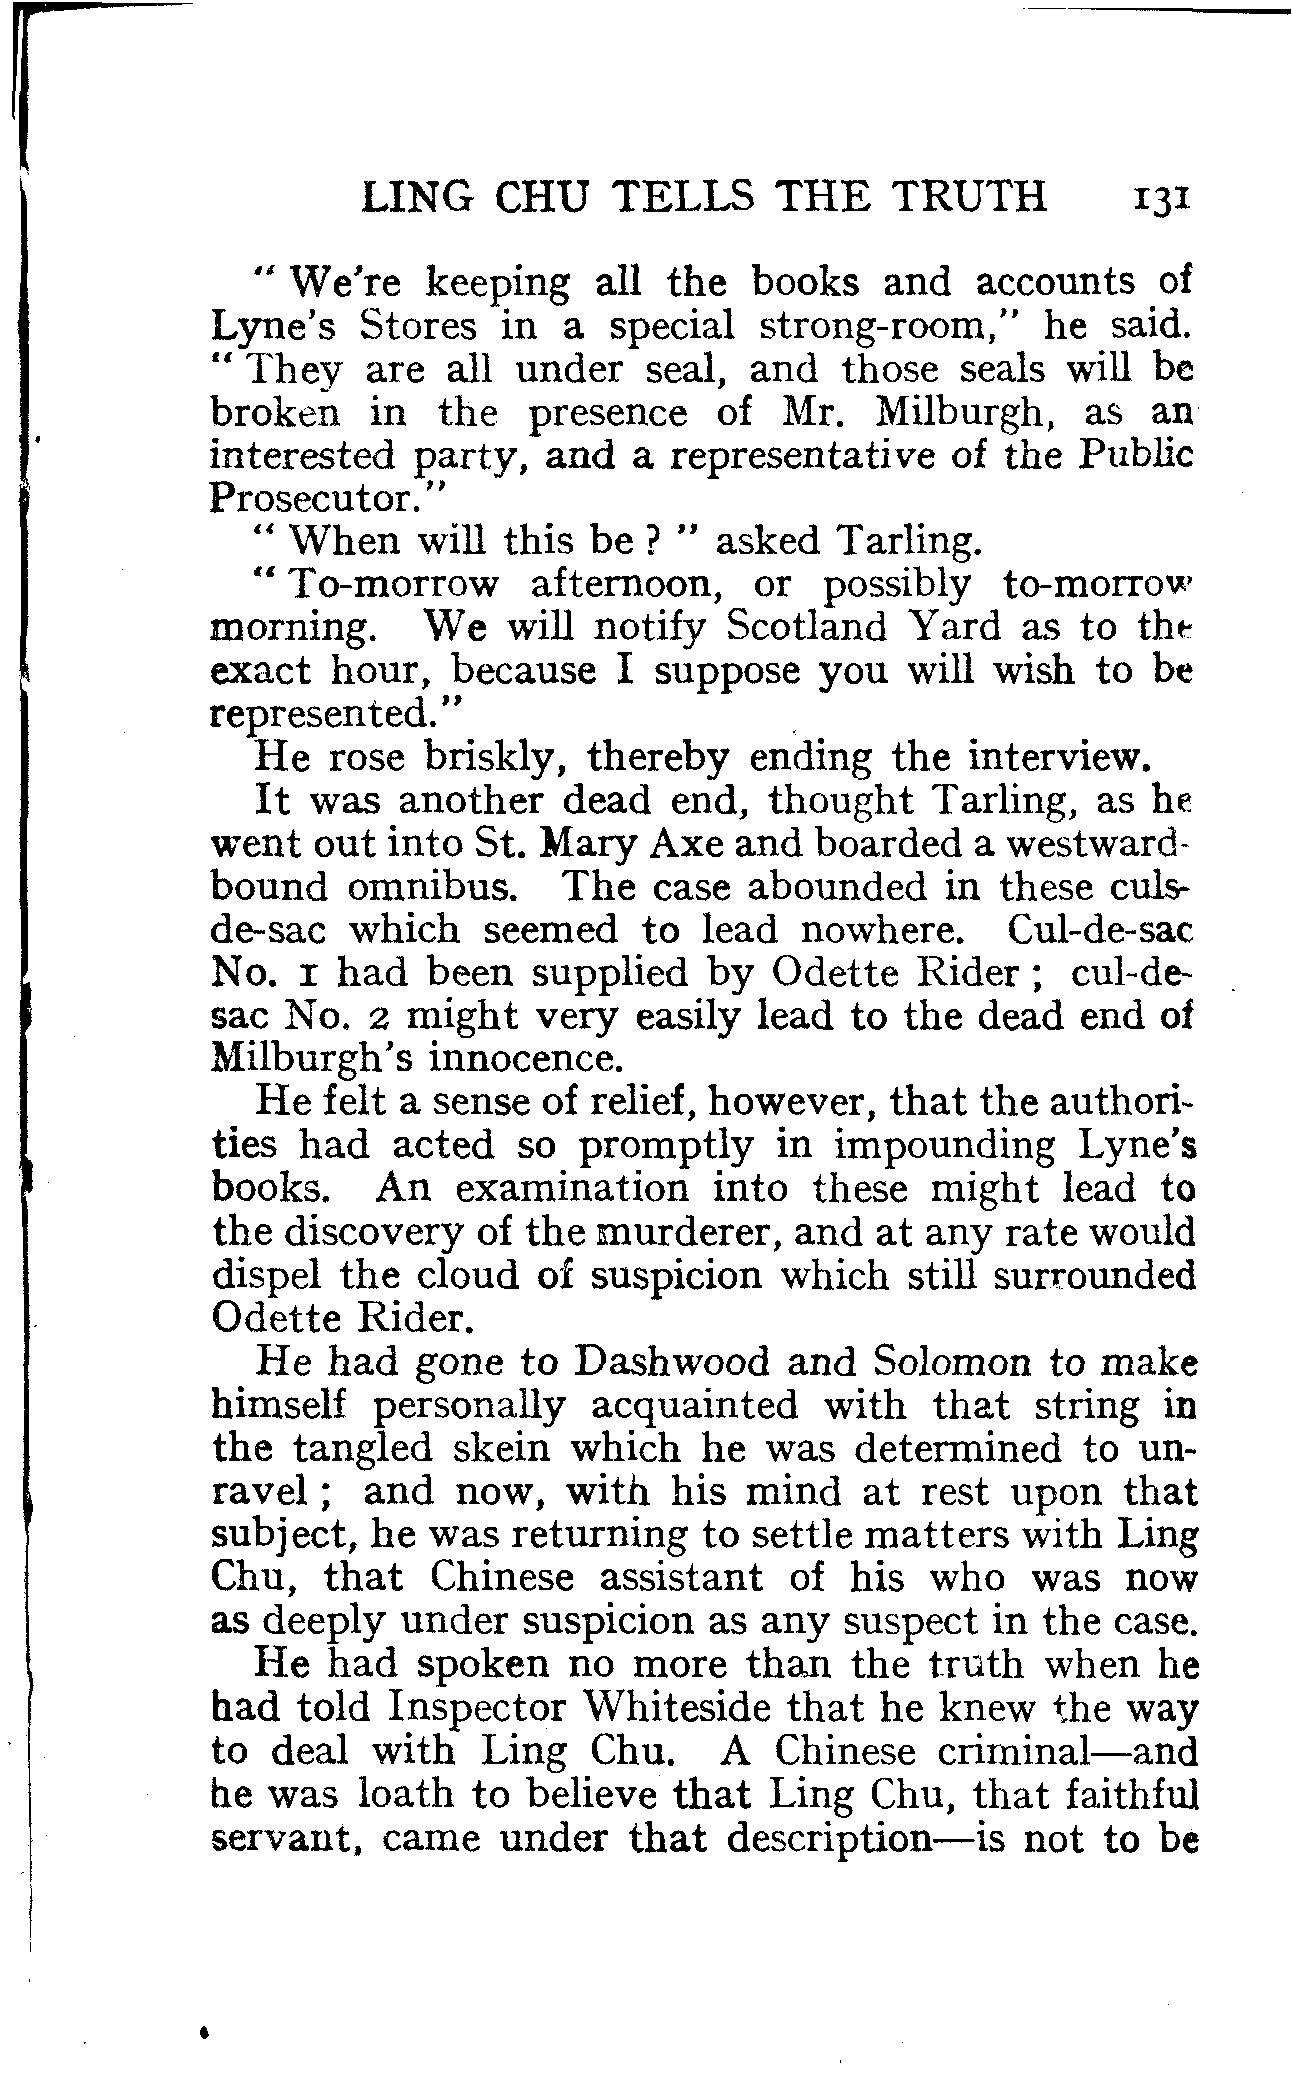 LING CHU TELLS THE TRUTH 131
“ We're keeping all the books and accounts of
Lyne's Stores in a special strong-room,” he said.
“ They are all under seal, and those seals will be
broken in the presence of Mr. Milburgh, as an
interested party, and a representative of the Public
Prosecutor.”
“ When will this be ? ” asked Tarling.
“ To-morrow afternoon, or possibly to-morrow
morning. We will notify Scotland Yard as to the
exact hour, because I suppose you will wish to be
represented.”
He rose briskly, thereby ending the interview.
It was another dead end, thought Tarling, as he
went out into St. Mary Axe and boarded a westward-
bound omnibus. The case abounded in these culs-
de-sac which seemed to lead nowhere. Cul-de-sac
No. 1 had been supplied by Odette Rider ; cul-de-
sac No. 2 might very easily lead to the dead end of
Milburgh's innocence.
He felt a sense of relief, however, that the authori-
ties had acted so promptly in impounding Lyne's
books. An examination into these might lead to
the discovery of the murderer, and at any rate would
dispel the cloud of suspicion which still surrounded
Odette Rider.
He had gone to Dashwood and Solomon to make
himself personally acquainted with that string in
the tangled skein which he was determined to un-
ravel ; and now, with his mind at rest upon that
subject, he was returning to settle matters with Ling
Chu, that Chinese assistant of his who was now
as deeply under suspicion as any suspect in the case.
He had spoken no more than the truth when he
had told Inspector Whiteside that he knew the way
to deal with Ling Chu. A Chinese criminal—and
he was loath to believe that Ling Chu, that faithful
servant, came under that description—is not to be